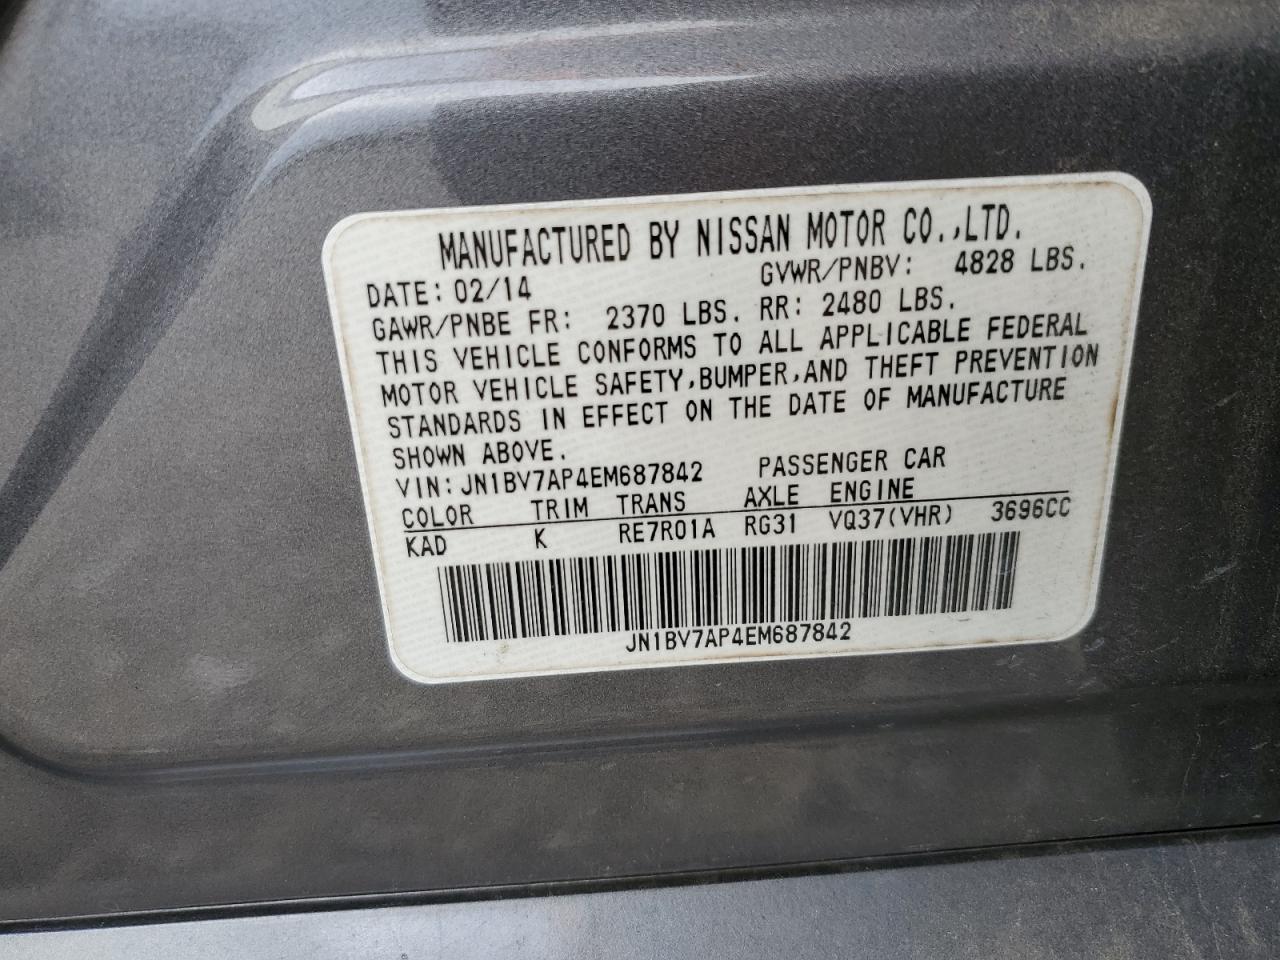 MANUFACTURED BY NISSAN MOTOR CO.,LTD.
DATE: 02/14 GVWR/PNBV: 4828 LBS.
GAWR/PNBE FR: 2370 LBS. RR: 2480 LBS.
THIS VEHICLE CONFORMS TO ALL APPLICABLE FEDERAL
MOTOR VEHICLE SAFETY,BUMPER,AND THEFT PREVENTION
STANDARDS IN EFFECT ON THE DATE OF MANUFACTURE
SHOWN ABOVE.
VIN: JN1BV7AP4EM687842 PASSENGER CAR
COLOR TRIM TRANS AXLE ENGINE
KAD K RE7R01A RG31 VQ37(VHR) 3696CC
JN1BV7AP4EM687842